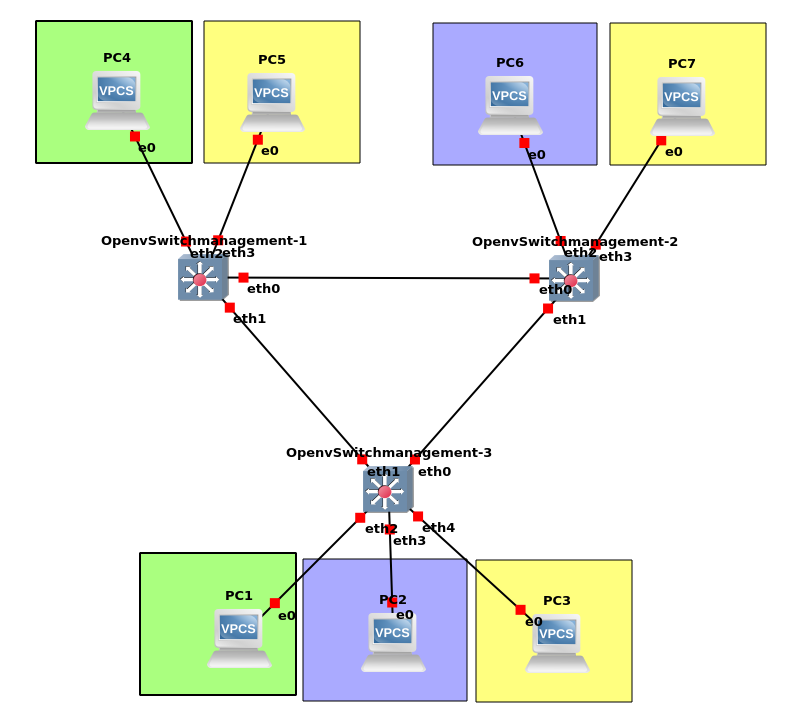 PC4
PC5
PC6
PC7
VPCS
VPCS
VPCS
VPCS
e0
e0
e0
e0
OpenvSwitchmanagement-1
OpenvSwitchmanagement-2
eth2
eth3
eth2
eth3
eth0
eth0
eth1
eth1
OpenvSwitchmanagement-3
eth1
eth0
eth2
eth3
eth4
PC1
PC2
PC3
e0
e0
e0
VPCS
VPCS
VPCS